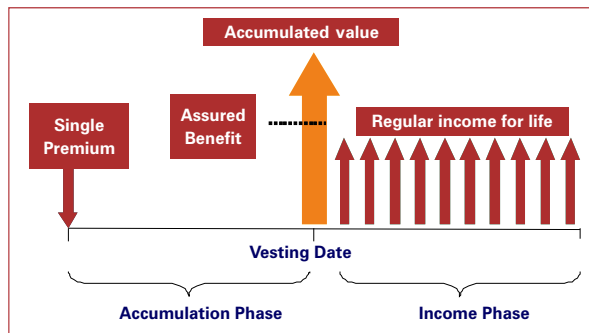 Accumulated value
Single
Premium
Assured
Benefit
Regular income for life
Vesting Date
Accumulation Phase
Income Phase